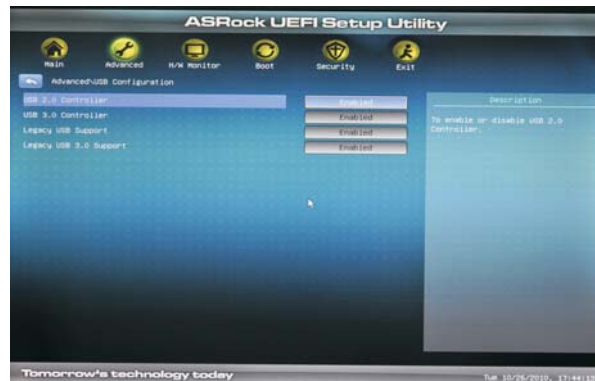 ASRock UEFI Setup Utility
Main Advanced H/W Monitor Boot Security Exit
Advanced\USB Configuration
USB 2.0 Controller Enabled
USB 3.0 Controller Enabled
Legacy USB Support Enabled
Legacy USB 3.0 Support Enabled
Description
To enable or disable USB 2.0
Controller.
Tomorrow's technology today
Tue 10/26/2010, 17:44:13